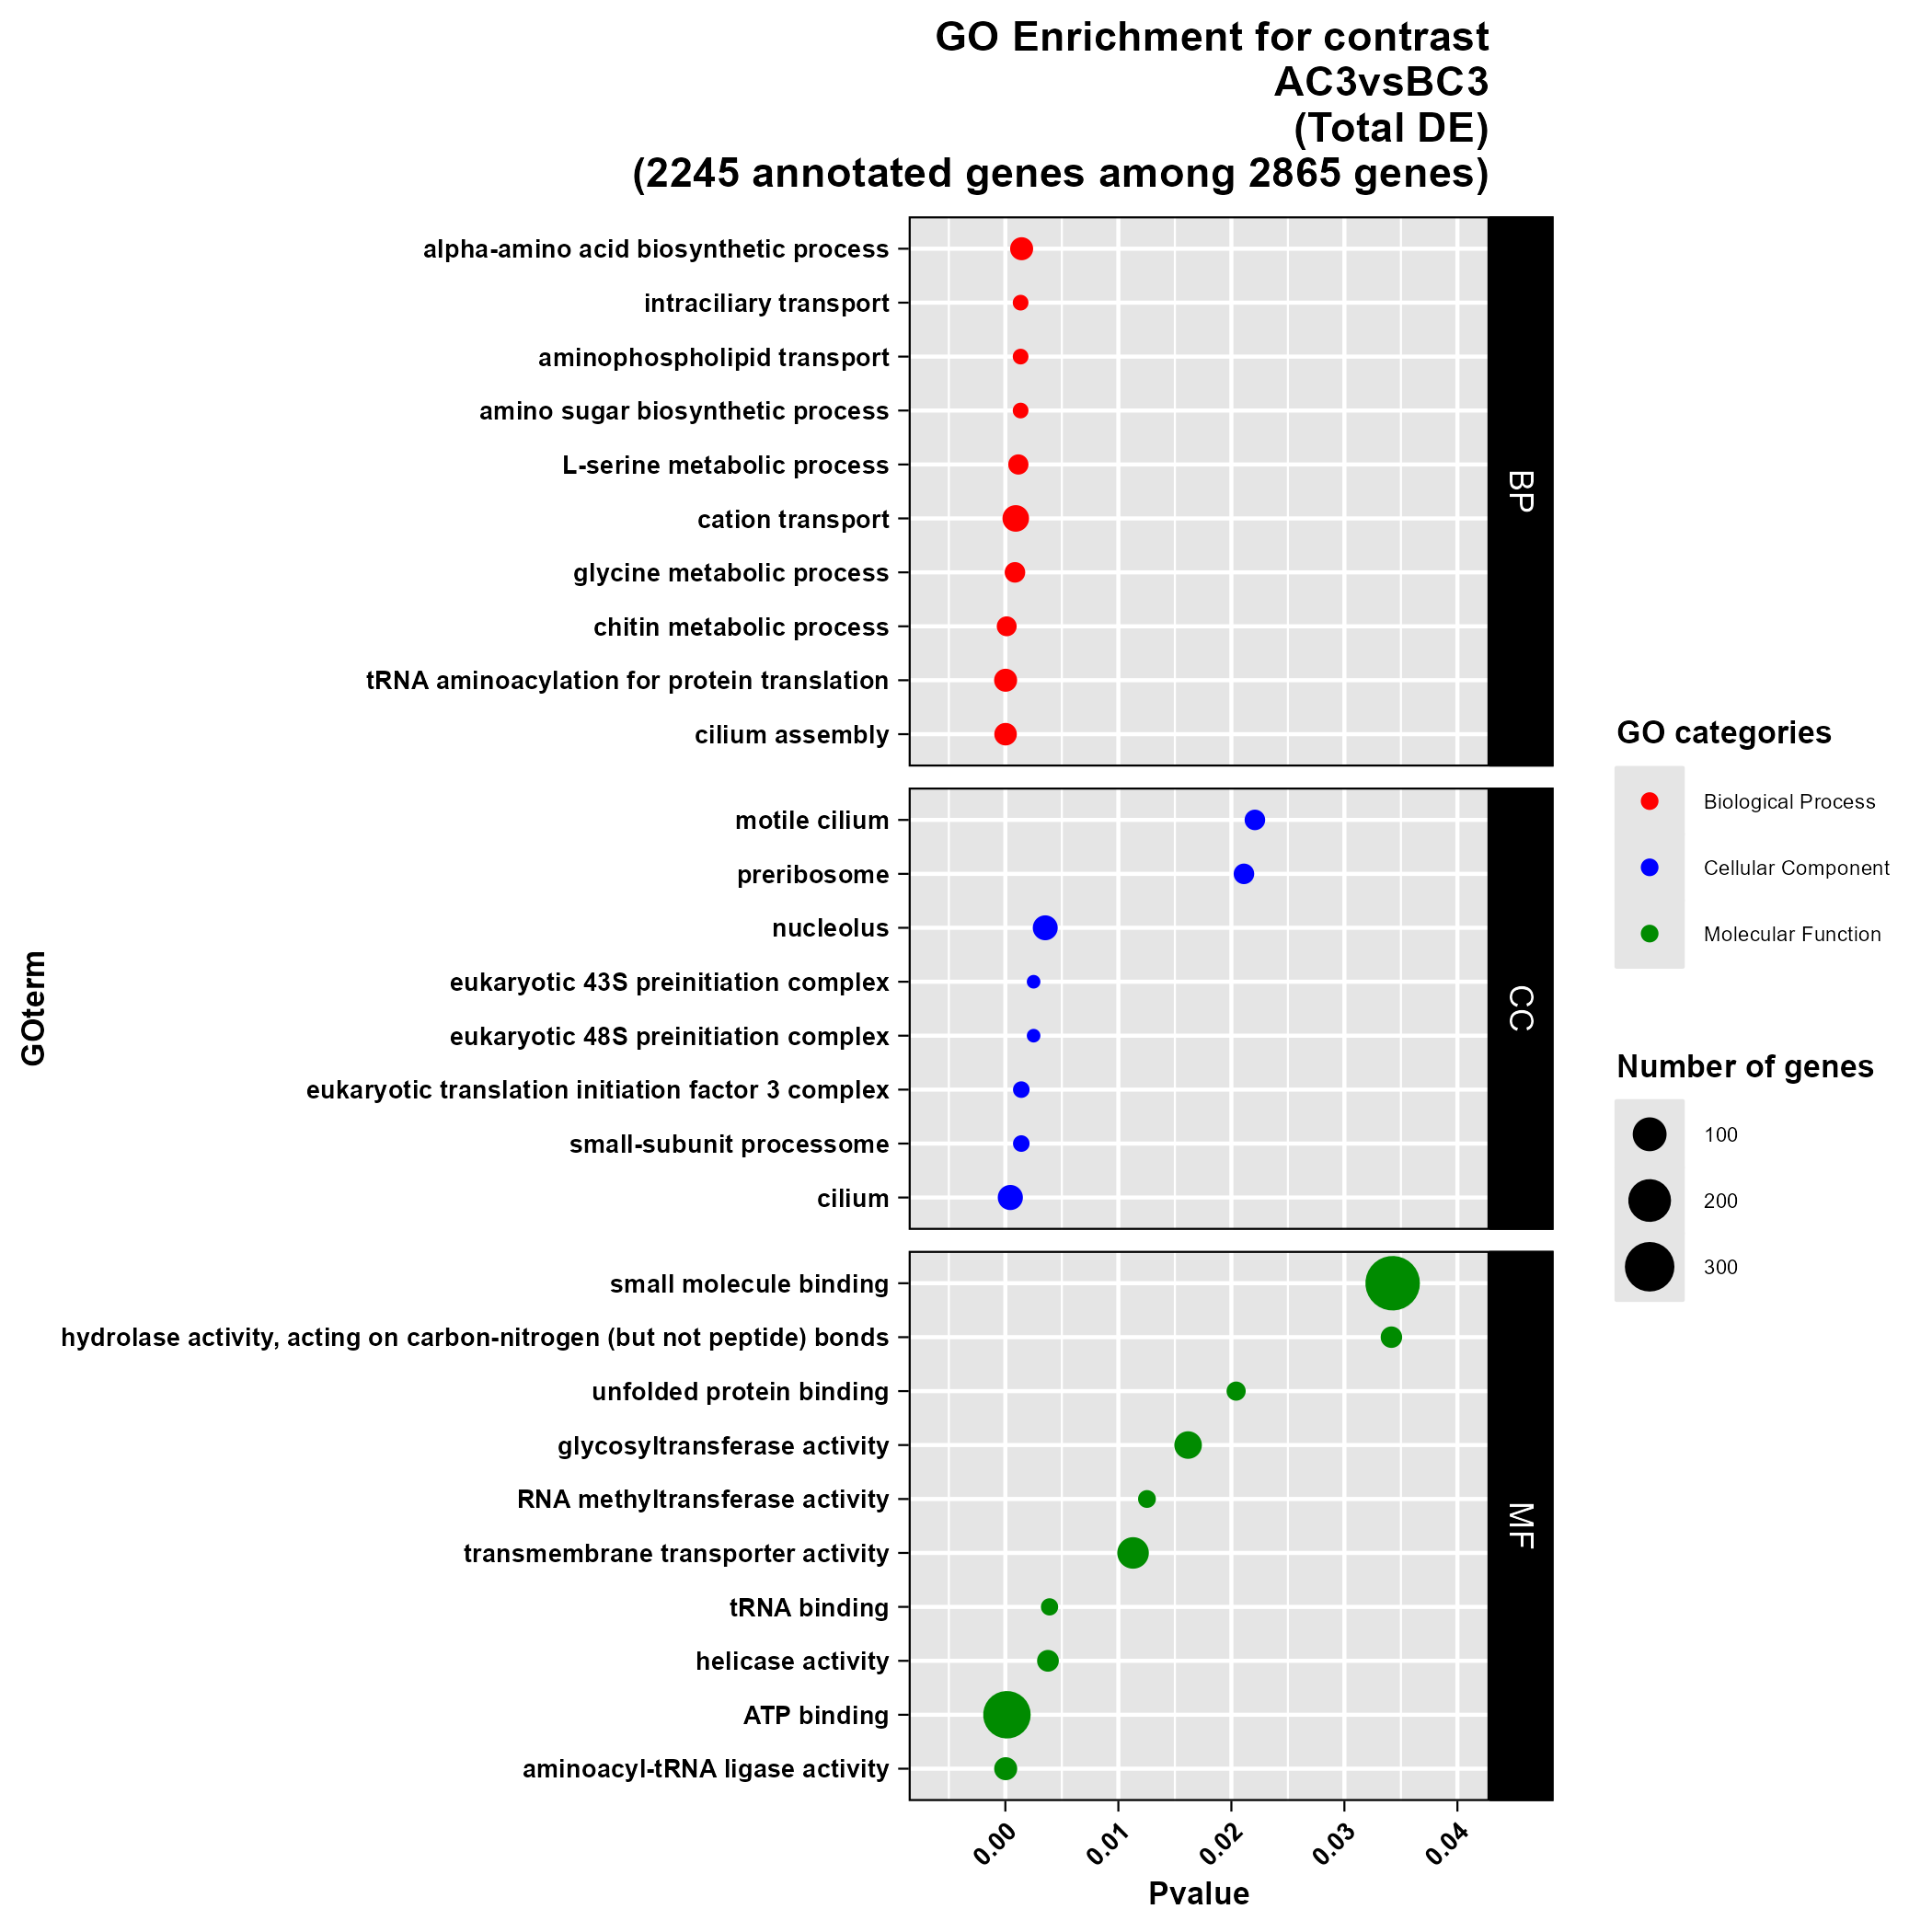 GO Enrichment for contrast
AC3vsBC3
(Total DE)
(2245 annotated genes among 2865 genes)
alpha-amino acid biosynthetic process
intraciliary transport
aminophospholipid transport
amino sugar biosynthetic process
L-serine metabolic process
cation transport
glycine metabolic process
chitin metabolic process
tRNA aminoacylation for protein translation
cilium assembly
BP
motile cilium
preribosome
nucleolus
eukaryotic 43S preinitiation complex
eukaryotic 48S preinitiation complex
eukaryotic translation initiation factor 3 complex
small-subunit processome
cilium
CC
small molecule binding
hydrolase activity, acting on carbon-nitrogen (but not peptide) bonds
unfolded protein binding
glycosyltransferase activity
RNA methyltransferase activity
transmembrane transporter activity
tRNA binding
helicase activity
ATP binding
aminoacyl-tRNA ligase activity
MF
0.00
0.01
0.02
0.03
0.04
Pvalue
GOterm
GO categories
Biological Process
Cellular Component
Molecular Function
Number of genes
100
200
300